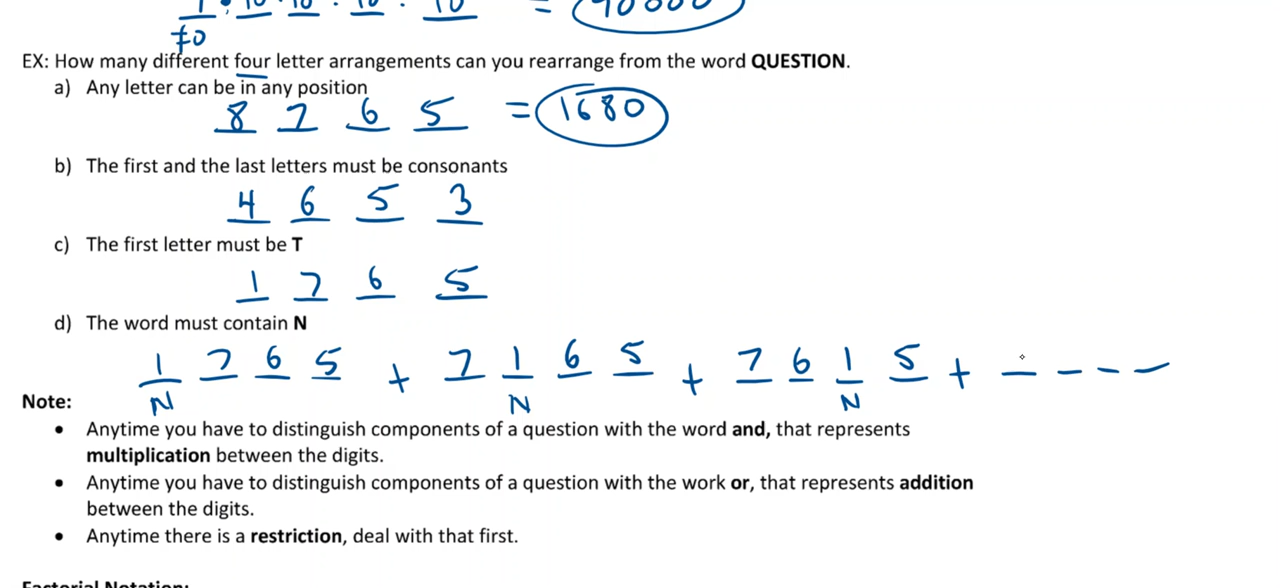 = 90000
≠0
EX: How many different four letter arrangements can you rearrange from the word QUESTION.
a) Any letter can be in any position
8 7 6 5 = 1680
b) The first and the last letters must be consonants
4 6 5 3
c) The first letter must be T
1 7 6 5
d) The word must contain N
1 7 6 5 + 7 1 6 5 + 7 6 1 5 + _ _ _ _
N N N
Note:
• Anytime you have to distinguish components of a question with the word and, that represents
multiplication between the digits.
• Anytime you have to distinguish components of a question with the work or, that represents addition
between the digits.
• Anytime there is a restriction, deal with that first.
Factorial Notation: